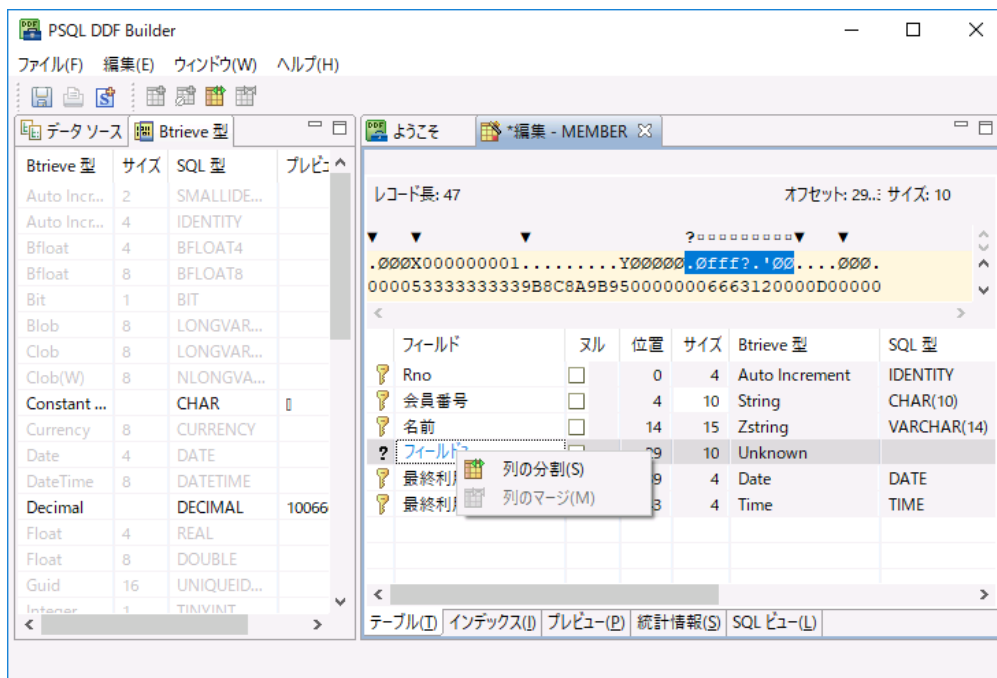 PSQL DDF Builder
ファイル(F) 編集(E) ウィンドウ(W) ヘルプ(H)
データ ソース Btrieve 型
Btrieve 型 サイズ SQL 型
Auto Incr... 2 SMALLIDE...
Auto Incr... 4 IDENTITY
Bfloat 4 BFLOAT4
Bfloat 8 BFLOAT8
Bit 1 BIT
Blob 8 LONGVAR...
Clob 8 LONGVAR...
Clob(W) 8 NLONGVA...
Constant ... CHAR
Currency 8 CURRENCY
Date 4 DATE
DateTime 8 DATETIME
Decimal DECIMAL 10066
Float 4 REAL
Float 8 DOUBLE
Guid 16 UNIQUEID...
Integer 1 TINYINT
ようこそ *編集 - MEMBER
レコード長: 47 オフセット: 29..: サイズ: 10
.ØØØX000000001.........YØØØØØ.Øfff?.'ØØ....ØØØ.
フィールド ヌル 位置 サイズ Btrieve 型 SQL 型
Rno 0 4 Auto Increment IDENTITY
会員番号 4 10 String CHAR(10)
名前 14 15 Zstring VARCHAR(14)
? 10 Unknown
最終利 4 Date DATE
最終利 4 Time TIME
列の分割(S)
列のマージ(M)
テーブル(T) インデックス(I) プレビュー(P) 統計情報(S) SQL ビュー(L)